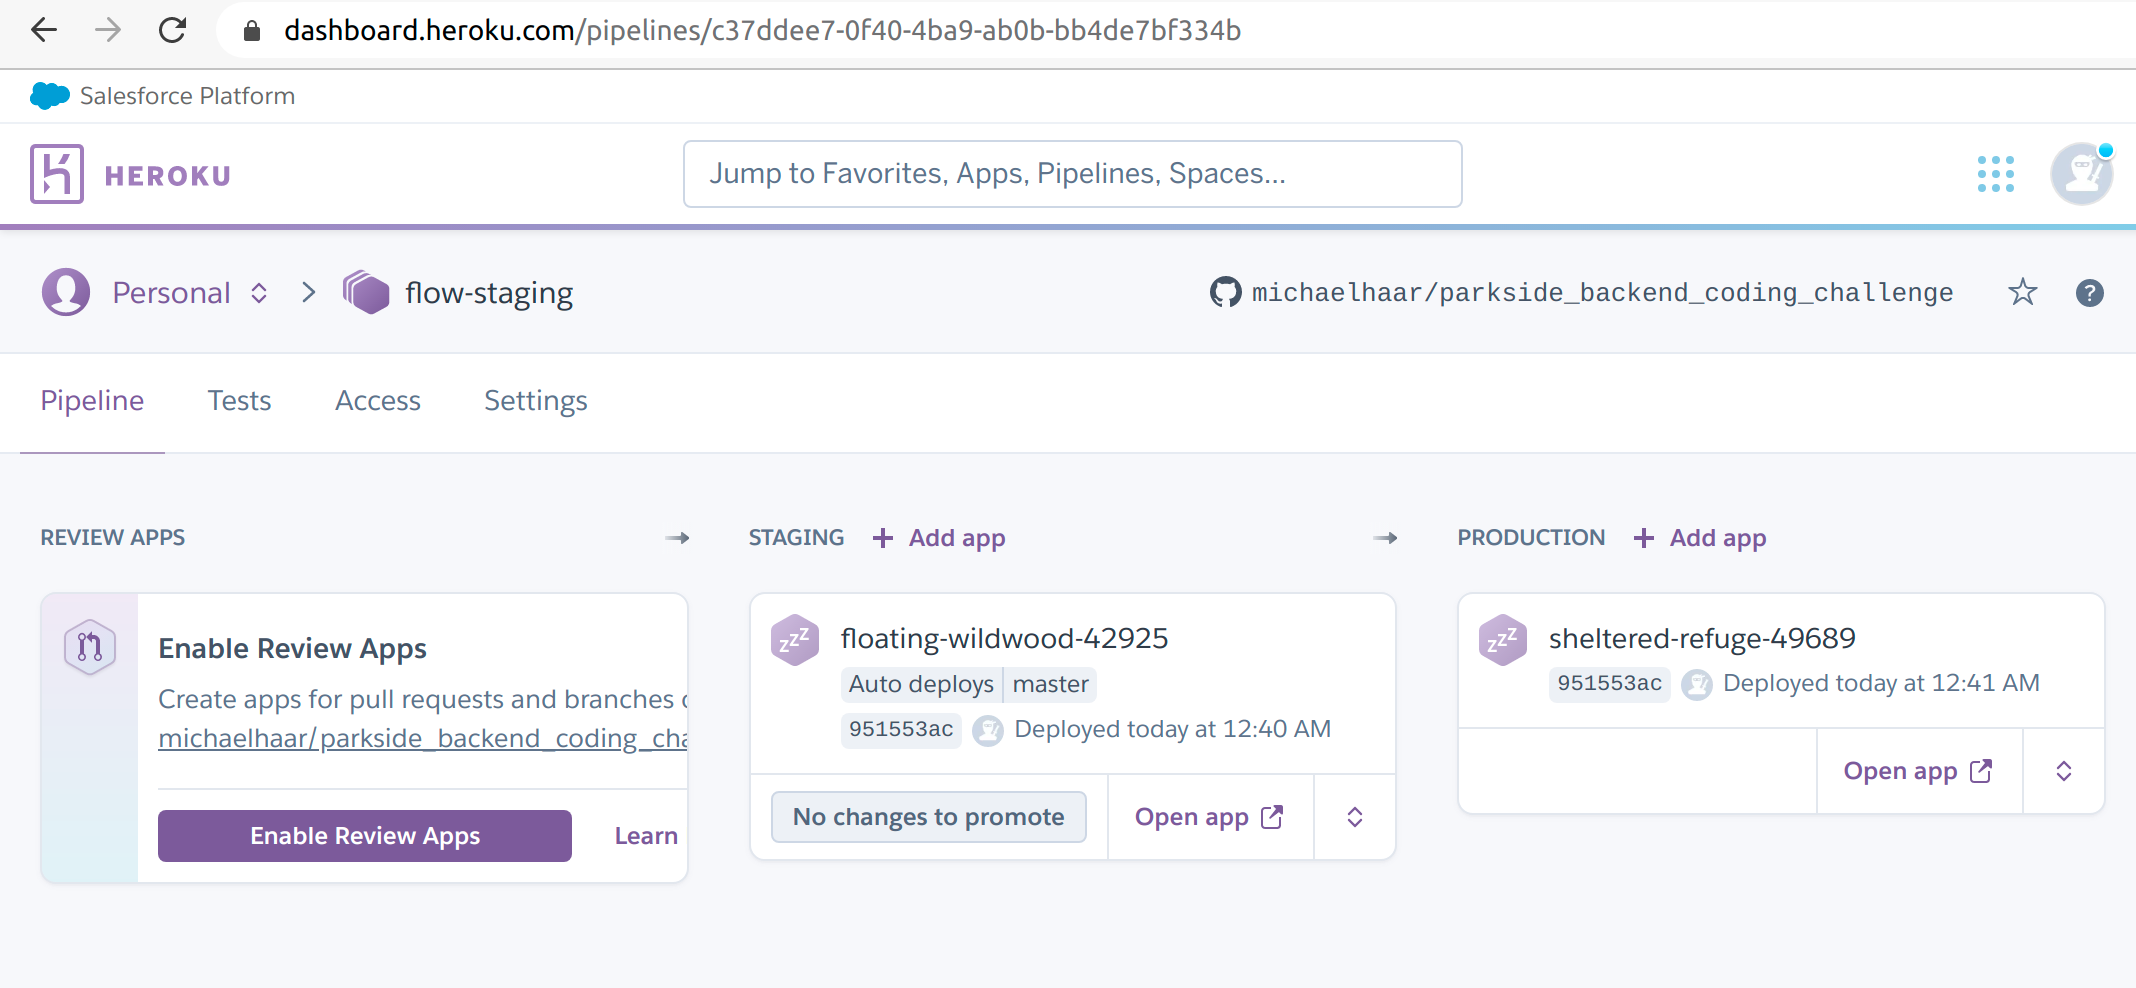 dashboard.heroku.com/pipelines/c37ddee7-0f40-4ba9-ab0b-bb4de7bf334b
Salesforce Platform
HEROKU
Jump to Favorites, Apps, Pipelines, Spaces...
Personal
flow-staging
michaelhaar/parkside_backend_coding_challenge
?
Pipeline
Tests
Access
Settings
REVIEW APPS
Enable Review Apps
Create apps for pull requests and branches
michaelhaar/parkside_backend_coding_cha
Enable Review Apps
Learn
STAGING
+ Add app
zzz
floating-wildwood-42925
Auto deploys master
951553ac Deployed today at 12:40 AM
No changes to promote
Open app
PRODUCTION
+ Add app
zzz
sheltered-refuge-49689
951553ac Deployed today at 12:41 AM
Open app